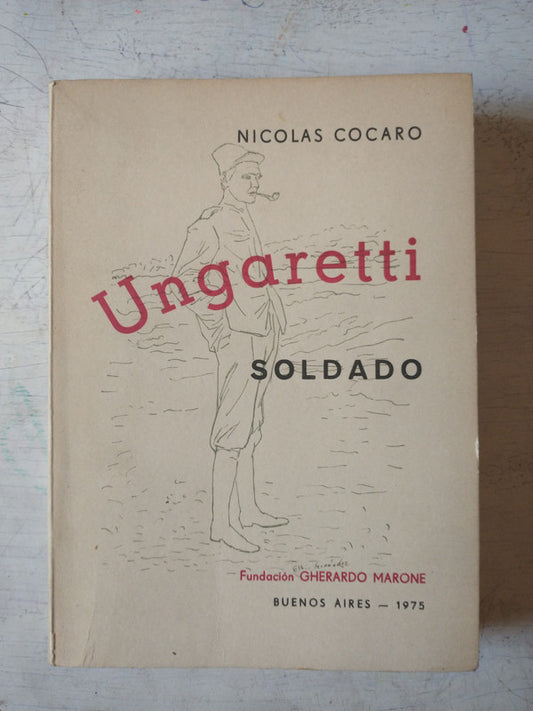 NICOLAS COCARO
Ungaretti
SOLDADO
Fundación GHERARDO MARONE
BUENOS AIRES — 1975